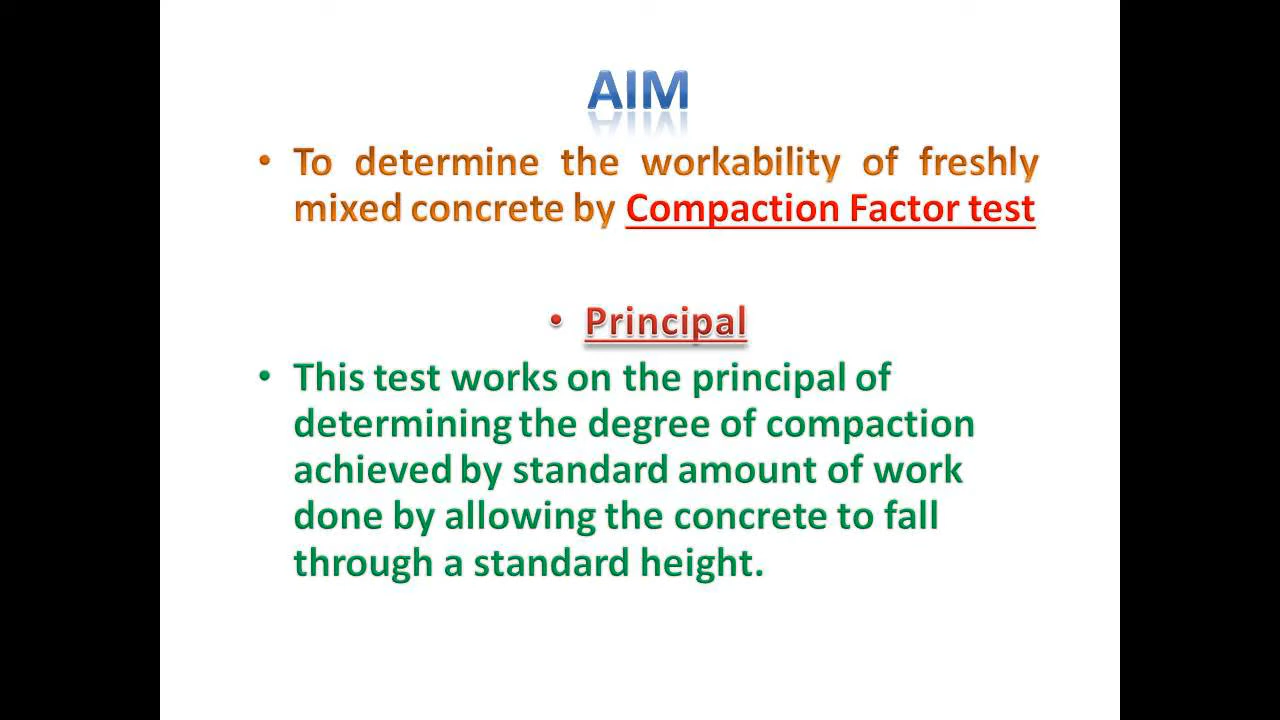 AIM
• To determine the workability of freshly
mixed concrete by Compaction Factor test
• Principal
• This test works on the principal of
determining the degree of compaction
achieved by standard amount of work
done by allowing the concrete to fall
through a standard height.